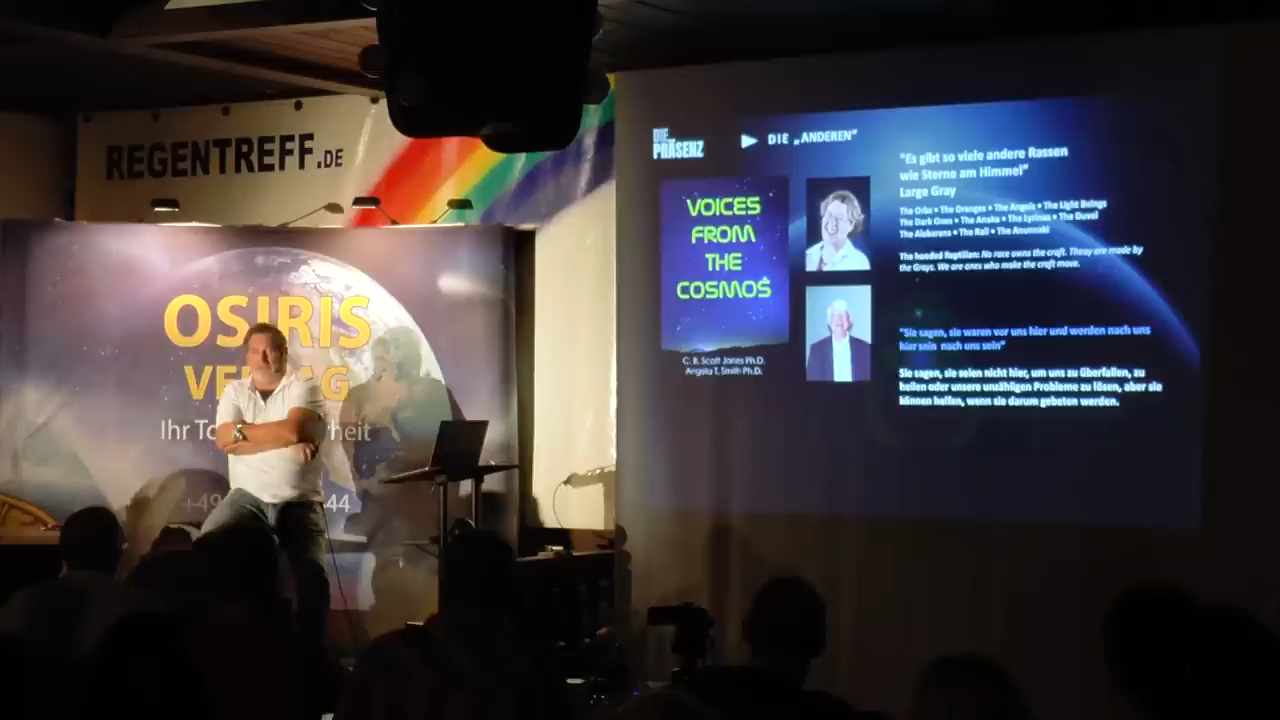 REGENTREFF.DE
OSIRIS
VERLAG
Ihr To
heit
+49
44
DIE
PRÄSENZ
DIE „ANDEREN"
VOICES
FROM
THE
COSMOS
C. B. Scott Jones Ph.D.
Angela T. Smith Ph.D.
"Es gibt so viele andere Rassen
wie Sterne am Himmel"
Large Gray
The Orbs • The Oranges • The Angels • The Light Beings
The Dark Ones • The Anaks • The Lyrinus • The Duvel
The Alabarans • The Rail • The Anunnaki
The hooded Reptilian: No race owns the craft. They are made by
the Grays. We are ones who make the craft move.
"Sie sagen, sie waren vor uns hier und werden nach uns
hier sein nach uns sein"
Sie sagen, sie seien nicht hier, um uns zu überfallen, zu
heilen oder unsere unzähligen Probleme zu lösen, aber sie
können helfen, wenn sie darum gebeten werden.